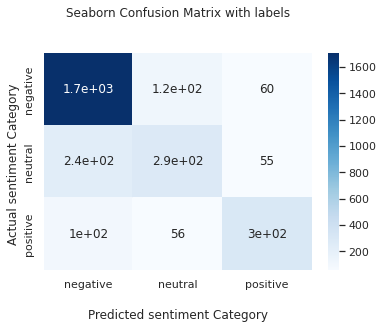 Seaborn Confusion Matrix with labels
Actual sentiment Category
negative
1.7e+03 1.2e+02 60
neutral
2.4e+02 2.9e+02 55
positive
1e+02 56 3e+02
negative neutral positive
Predicted sentiment Category
1600
1400
1200
1000
800
600
400
200